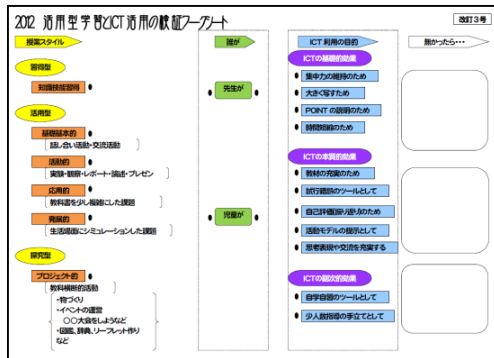 2012 活用型学習とICT活用の検証ワークシート
改訂3号
授業スタイル
誰が
ICT利用の目的
無かったら・・・
習得型
知識技能習得
活用型
基礎基本的
話し合い活動・交流活動
活動的
実験・観察・レポート・論述・プレゼン
応用的
教科書を少し複雑にした課題
発展的
生活場面にシミュレーションした課題
探究型
プロジェクト的
教科横断的活動
・物づくり
・イベントの運営
〇〇大会をしようなど
・図鑑、辞典、リーフレット作り
など
先生が
児童が
ICTの基礎的効果
集中力の維持のため
大きく写すため
POINTの説明のため
時間短縮のため
ICTの本質的効果
教材の充実のため
試行錯誤のツールとして
自己評価(振り返り)のため
活動モデルの提示として
思考表現や交流を充実する
ICTの副次的効果
自学自習のツールとして
少人数指導の手立てとして